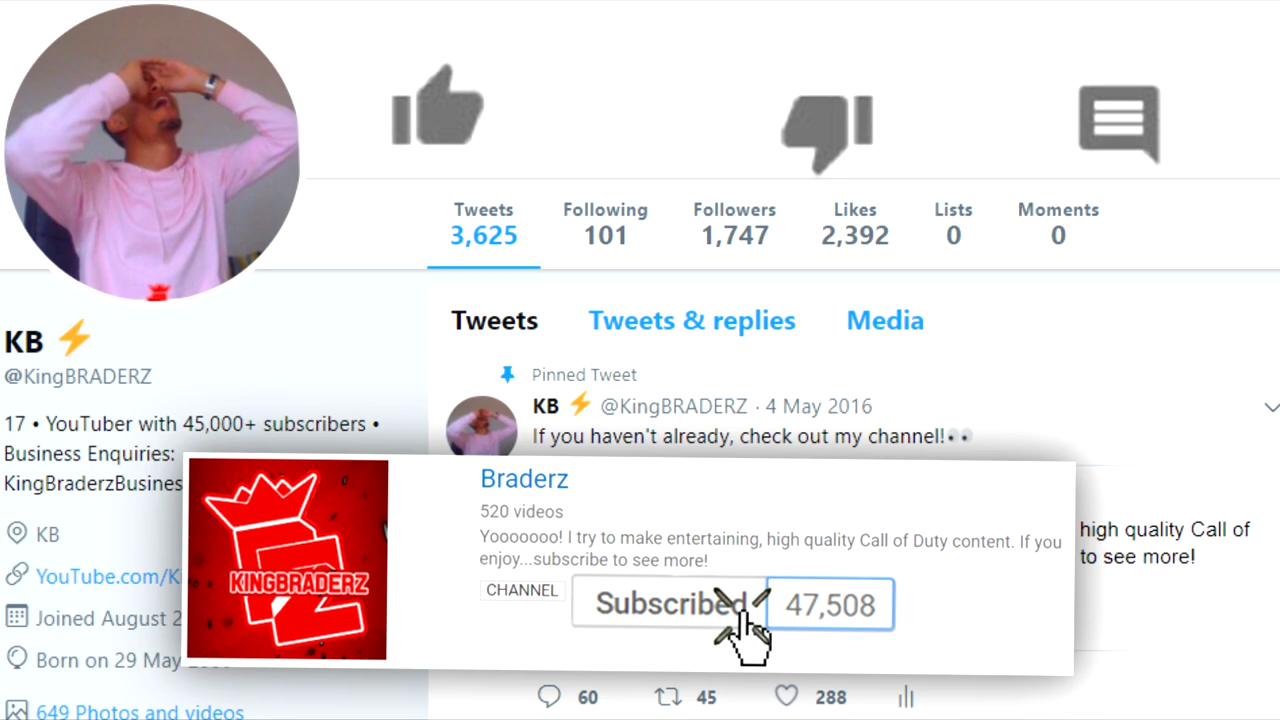 Tweets Following Followers Likes Lists Moments
3,625 101 1,747 2,392 0 0
KB ⚡
@KingBRADERZ
17 • YouTuber with 45,000+ subscribers •
Business Enquiries:
KingBraderzBusines
KB
YouTube.com/K
Joined August 2
Born on 29 May
649 Photos and videos
Tweets Tweets & replies Media
Pinned Tweet
KB ⚡ @KingBRADERZ · 4 May 2016
If you haven't already, check out my channel!👀
KINGBRADERZ
Braderz
520 videos
Yooooooo! I try to make entertaining, high quality Call of Duty content. If you
enjoy...subscribe to see more!
CHANNEL
Subscribed 47,508
high quality Call of
to see more!
60 45 288